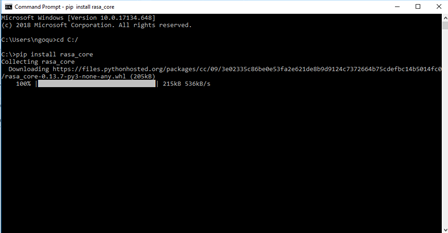 Command Prompt - pip install rasa_core
Microsoft Windows [Version 10.0.17134.648]
(c) 2018 Microsoft Corporation. All rights reserved.
C:\Users\ngoqu>cd C:/
C:\>pip install rasa_core
Collecting rasa_core
Downloading https://files.pythonhosted.org/packages/cc/09/3e02335c86be0e53fa2e621de8b9d9124c7372664b75cdefbc14b5014fc0
/rasa_core-0.13.7-py3-none-any.whl (205kB)
100% || 215kB 536kB/s